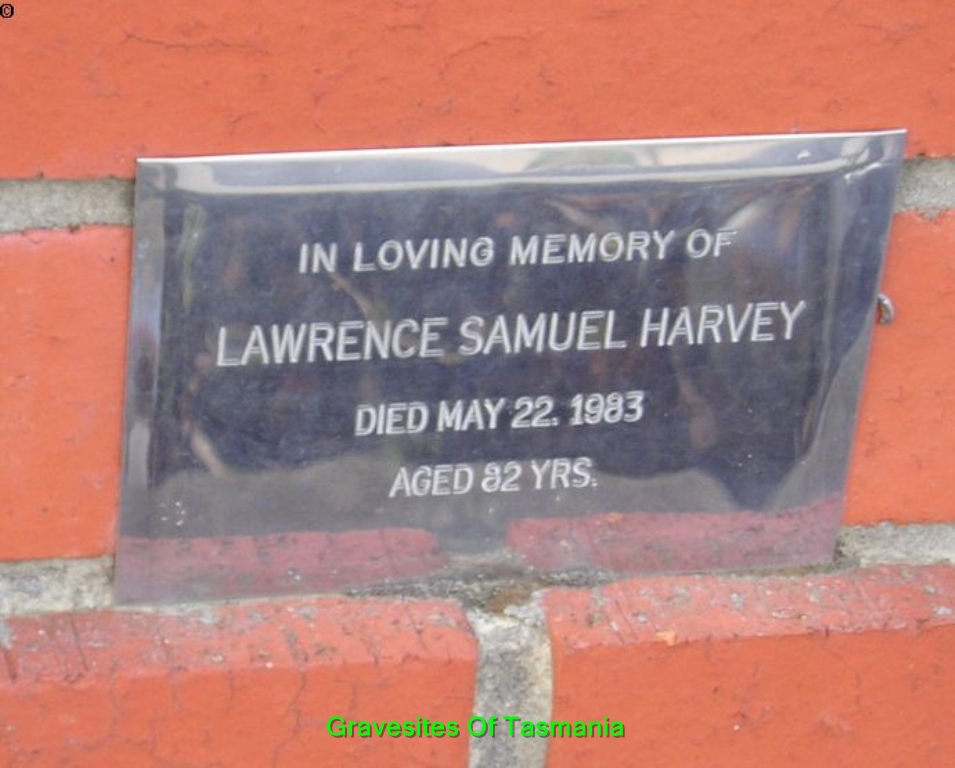 ©
IN LOVING MEMORY OF
LAWRENCE SAMUEL HARVEY
DIED MAY 22. 1983
AGED 82 YRS.
Gravesites Of Tasmania